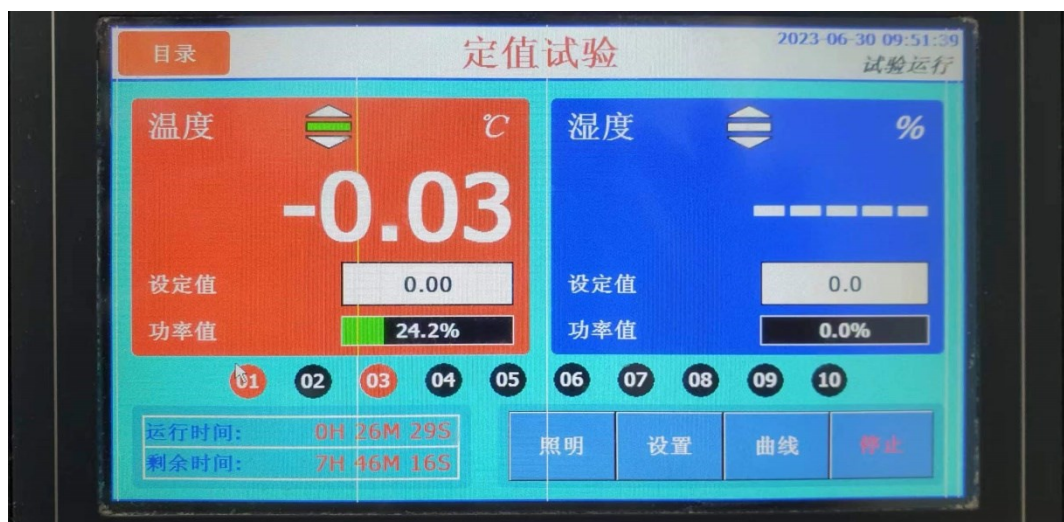 目录
定值试验
2023-06-30 09:51:39
试验运行
温度
℃
-0.03
设定值
0.00
功率值
24.2%
湿度
%
-----
设定值
0.0
功率值
0.0%
01 02 03 04 05 06 07 08 09 10
运行时间: 0H 26M 29S
剩余时间: 7H 46M 16S
照明
设置
曲线
停止